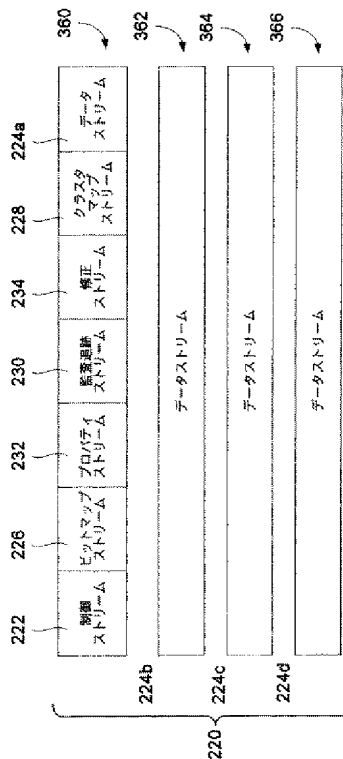 360
362
364
366
224a
228
234
230
232
226
222
データ
ストリーム
クラスタ
マップ
ストリーム
修正
ストリーム
監査追跡
ストリーム
プロパティ
ストリーム
ビットマップ
ストリーム
制御
ストリーム
データストリーム
データストリーム
データストリーム
224b
224c
224d
220